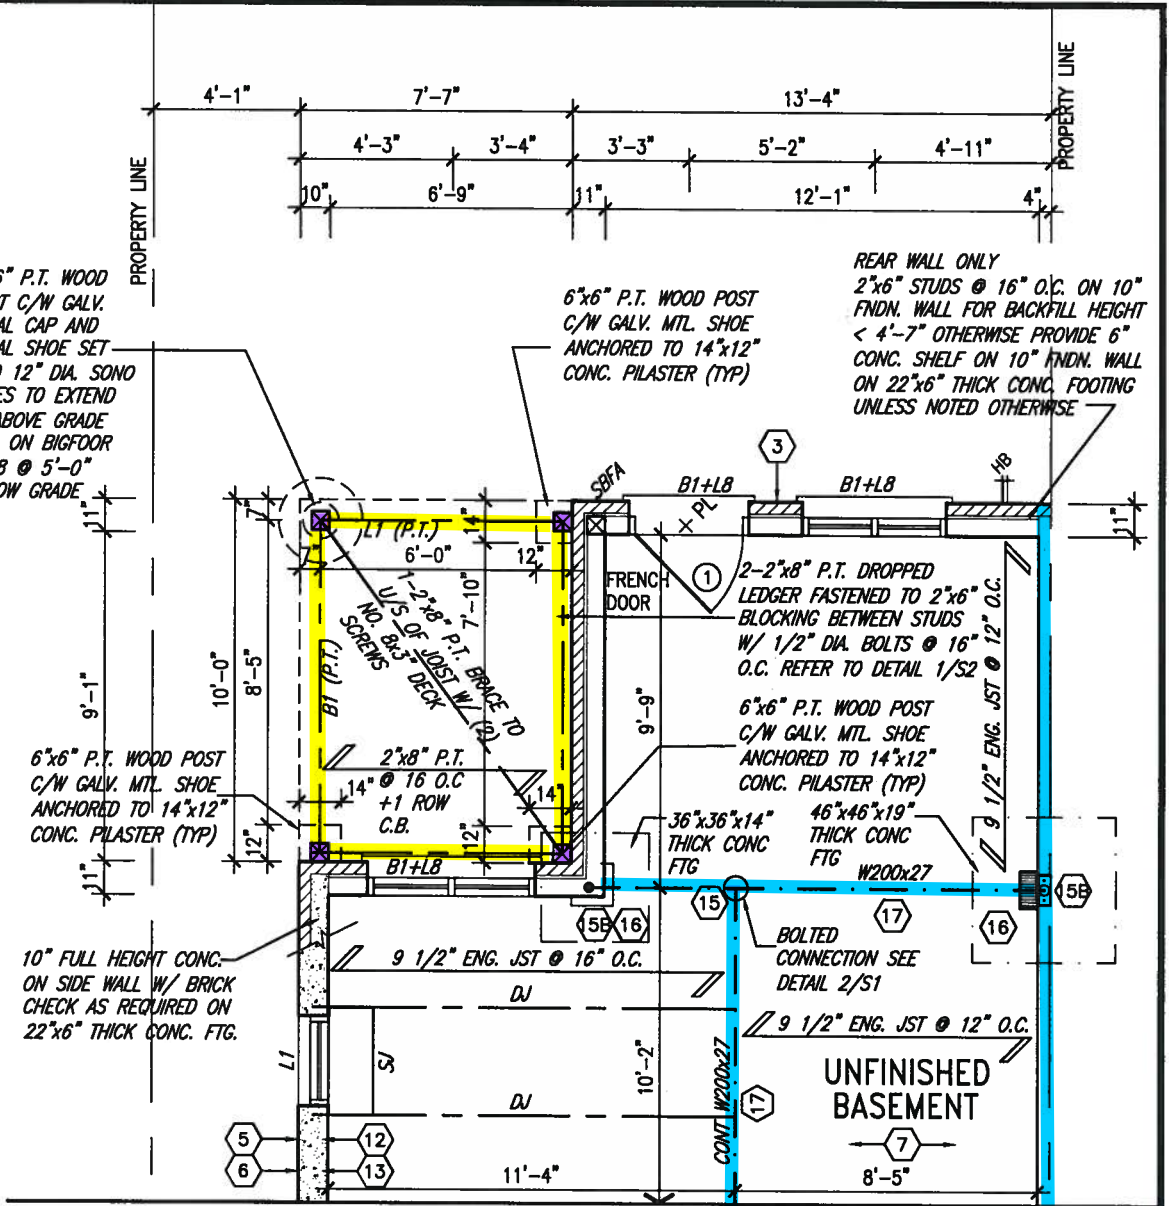 PROPERTY LINE
PROPERTY LINE
4'-1"
7'-7"
13'-4"
4'-3"
3'-4"
3'-3"
5'-2"
4'-11"
10"
6'-9"
11"
12'-1"
4"
6" P.T. WOOD
T C/W GALV.
AL CAP AND
AL SHOE SET
12" DIA. SONO
ES TO EXTEND
ABOVE GRADE
ON BIGFOOR
8 @ 5'-0"
OW GRADE
6"x6" P.T. WOOD POST
C/W GALV. MTL. SHOE
ANCHORED TO 14"x12"
CONC. PILASTER (TYP)
REAR WALL ONLY
2"x6" STUDS @ 16" O.C. ON 10"
FNDN. WALL FOR BACKFILL HEIGHT
< 4'-7" OTHERWISE PROVIDE 6"
CONC. SHELF ON 10" FNDN. WALL
ON 22"x6" THICK CONC. FOOTING
UNLESS NOTED OTHERWISE
3
HB
SBFA
B1+L8
B1+L8
PL
11"
7"
14"
11"
L1 (P.T.)
7"
6'-0"
12"
FRENCH
DOOR
1
2-2"x8" P.T. DROPPED
LEDGER FASTENED TO 2"x6"
BLOCKING BETWEEN STUDS
W/ 1/2" DIA. BOLTS @ 16"
O.C. REFER TO DETAIL 1/S2
1-2"x8" P.T. BRACE TO
U/S OF JOIST W/ (2)
NO. 8x3" DECK
SCREWS
7'-10"
B1 (P.T.)
10'-0"
8'-5"
9'-1"
9'-9"
9 1/2" ENG. JST @ 12" O.C.
6"x6" P.T. WOOD POST
C/W GALV. MTL. SHOE
ANCHORED TO 14"x12"
CONC. PILASTER (TYP)
6"x6" P.T. WOOD POST
C/W GALV. MTL. SHOE
ANCHORED TO 14"x12"
CONC. PILASTER (TYP)
2"x8" P.T.
@ 16 O.C
+1 ROW
C.B.
14"
14"
12"
12"
11"
36"x36"x14"
THICK CONC
FTG
46"x46"x19"
THICK CONC
FTG
W200x27
B1+L8
15
17
15B
15B
16
16
BOLTED
CONNECTION SEE
DETAIL 2/S1
10" FULL HEIGHT CONC.
ON SIDE WALL W/ BRICK
CHECK AS REQUIRED ON
22"x6" THICK CONC. FTG.
9 1/2" ENG. JST @ 16" O.C.
DJ
9 1/2" ENG. JST @ 12" O.C.
L1
SJ
10'-2"
CONT W200x27
17
DJ
UNFINISHED
BASEMENT
7
5
12
6
13
11'-4"
8'-5"